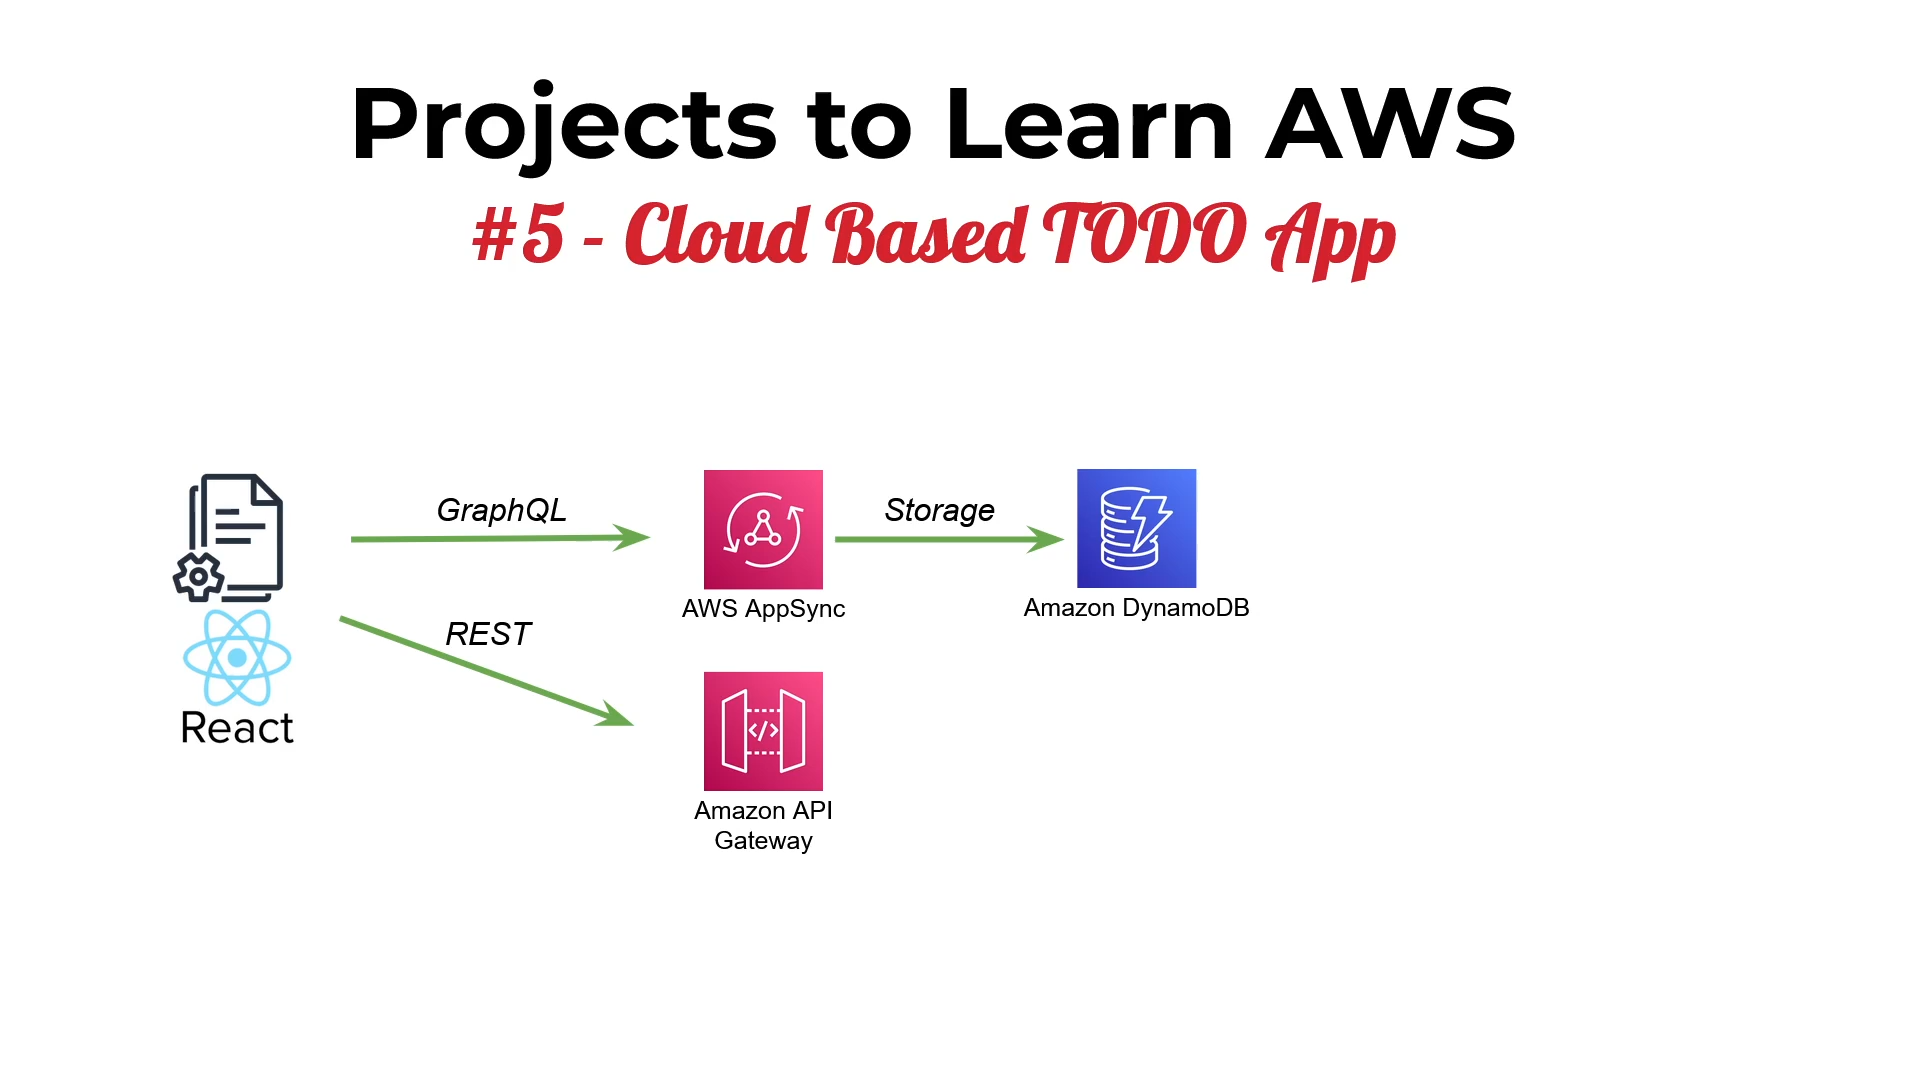 Projects to Learn AWS
#5 - Cloud Based TODO App
GraphQL
Storage
AWS AppSync
Amazon DynamoDB
REST
React
</>
Amazon API
Gateway